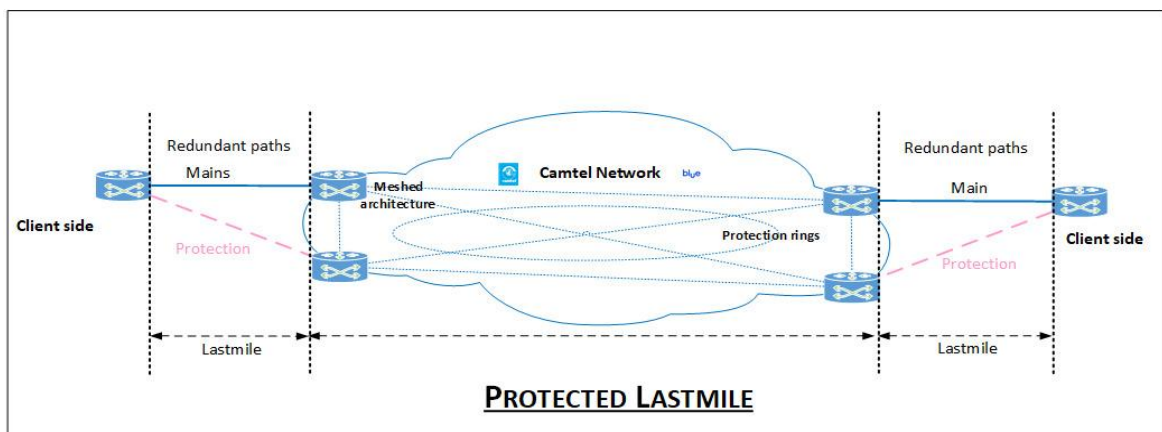 Redundant paths
Mains
Client side
Protection
Lastmile
Meshed
architecture
Camtel Network
blue
Protection rings
Redundant paths
Main
Client side
Protection
Lastmile
PROTECTED LASTMILE